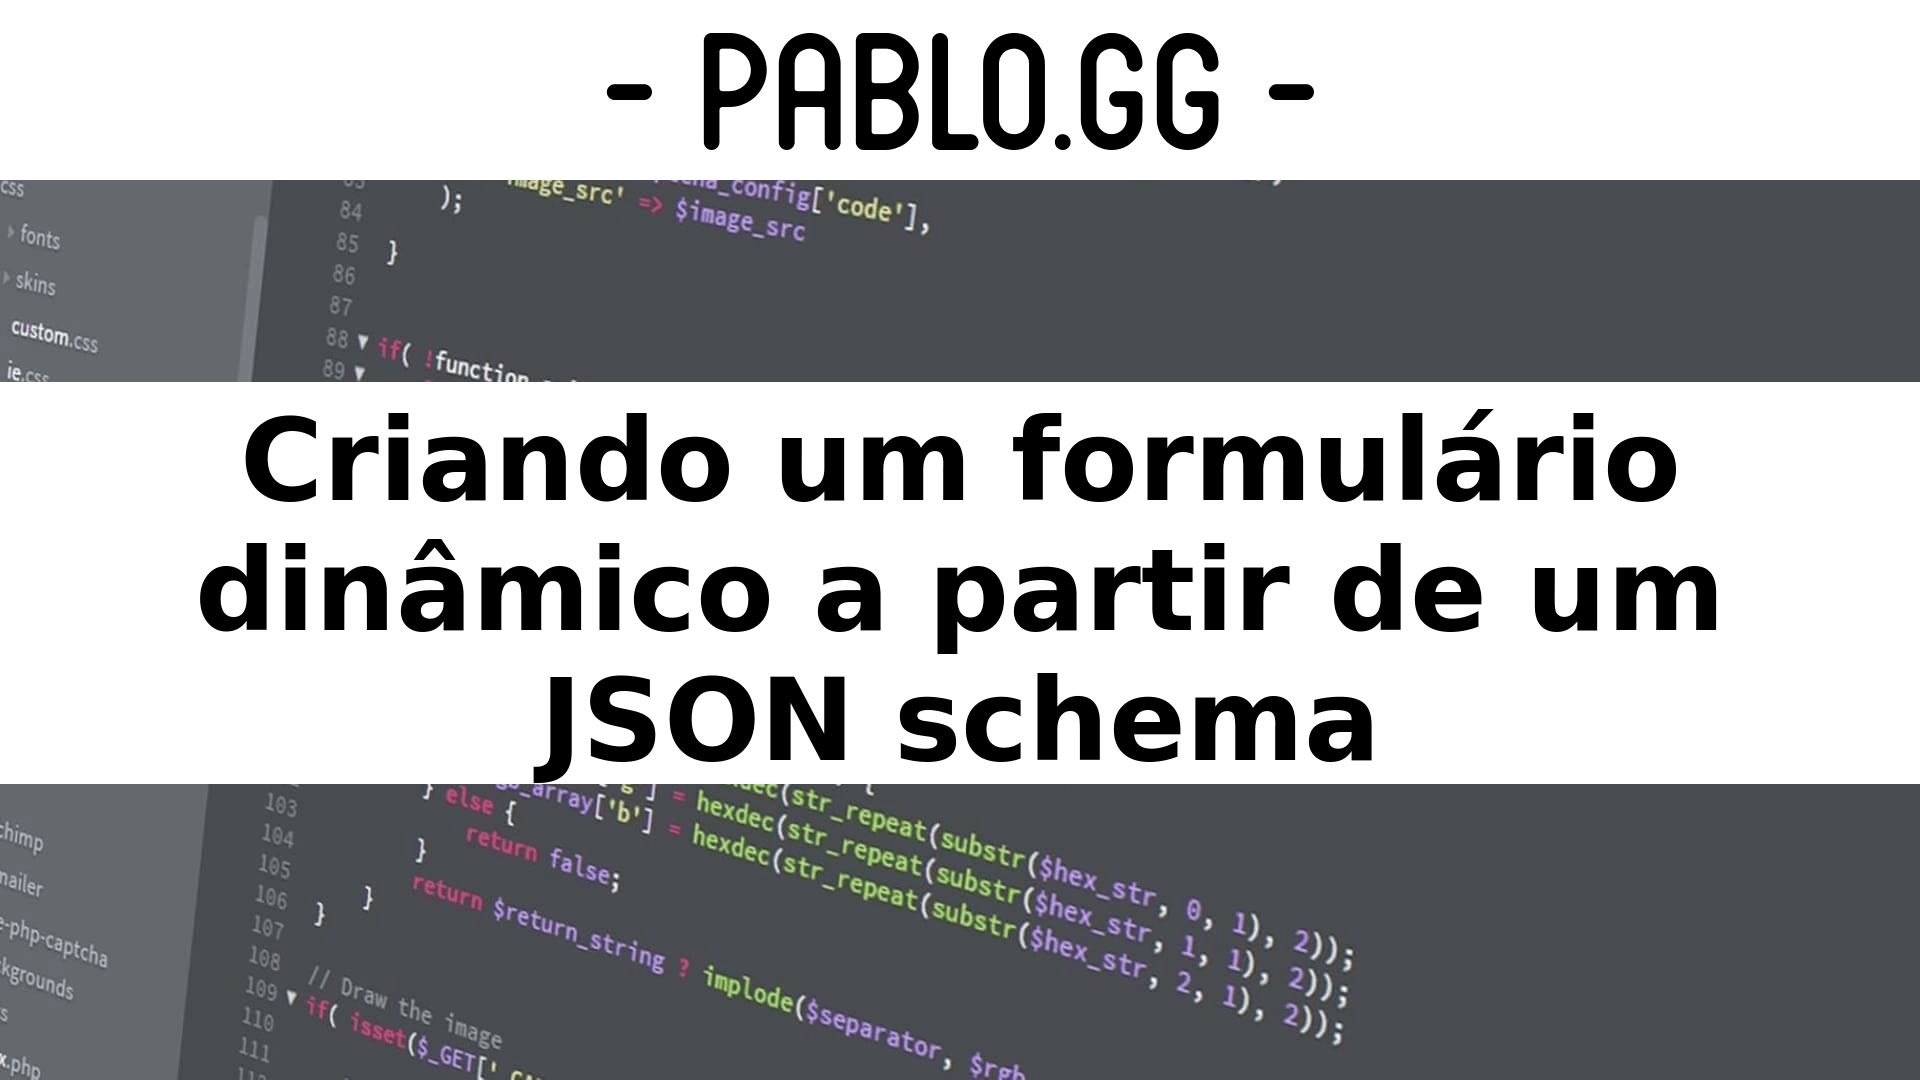 - PABLO.GG -
css
fonts
skins
custom.css
ie.css
84
85
86
87
88
89
_config['code'],
image_src' => $image_src
);
}
if( !function
Criando um formulário
dinâmico a partir de um
JSON schema
chimp
mailer
e-php-captcha
kgrounds
x.php
103
104
105
106
107
108
109
110
111
hexdec(str_repeat(substr($hex_str, 0, 1), 2));
_array['b'] = hexdec(str_repeat(substr($hex_str, 1, 1), 2));
hexdec(str_repeat(substr($hex_str, 2, 1), 2));
} else {
return false;
}
}
return $return_string ? implode($separator, $rgb
}
// Draw the image
if( isset($_GET['